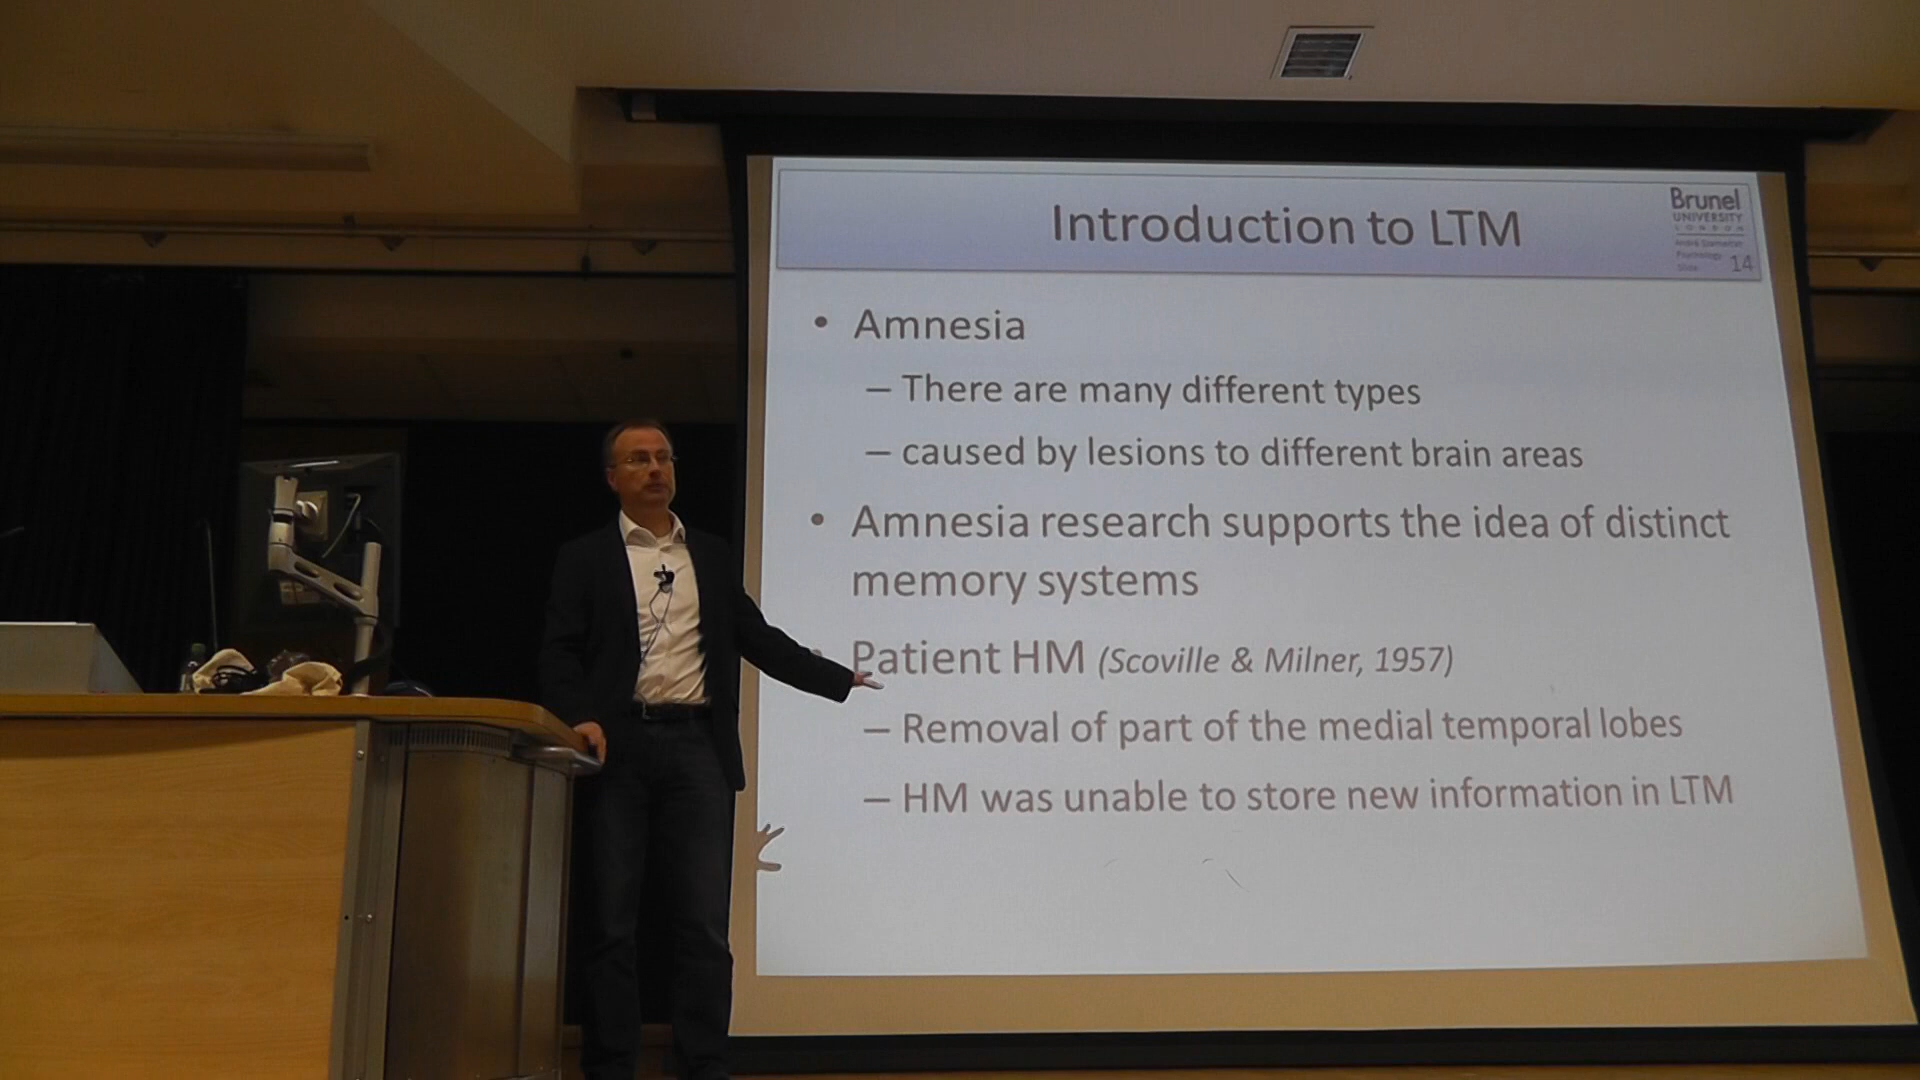 Introduction to LTM
Brunel
UNIVERSITY
LONDON
Psychology
Slide 14
• Amnesia
– There are many different types
– caused by lesions to different brain areas
• Amnesia research supports the idea of distinct
memory systems
Patient HM (Scoville & Milner, 1957)
– Removal of part of the medial temporal lobes
– HM was unable to store new information in LTM